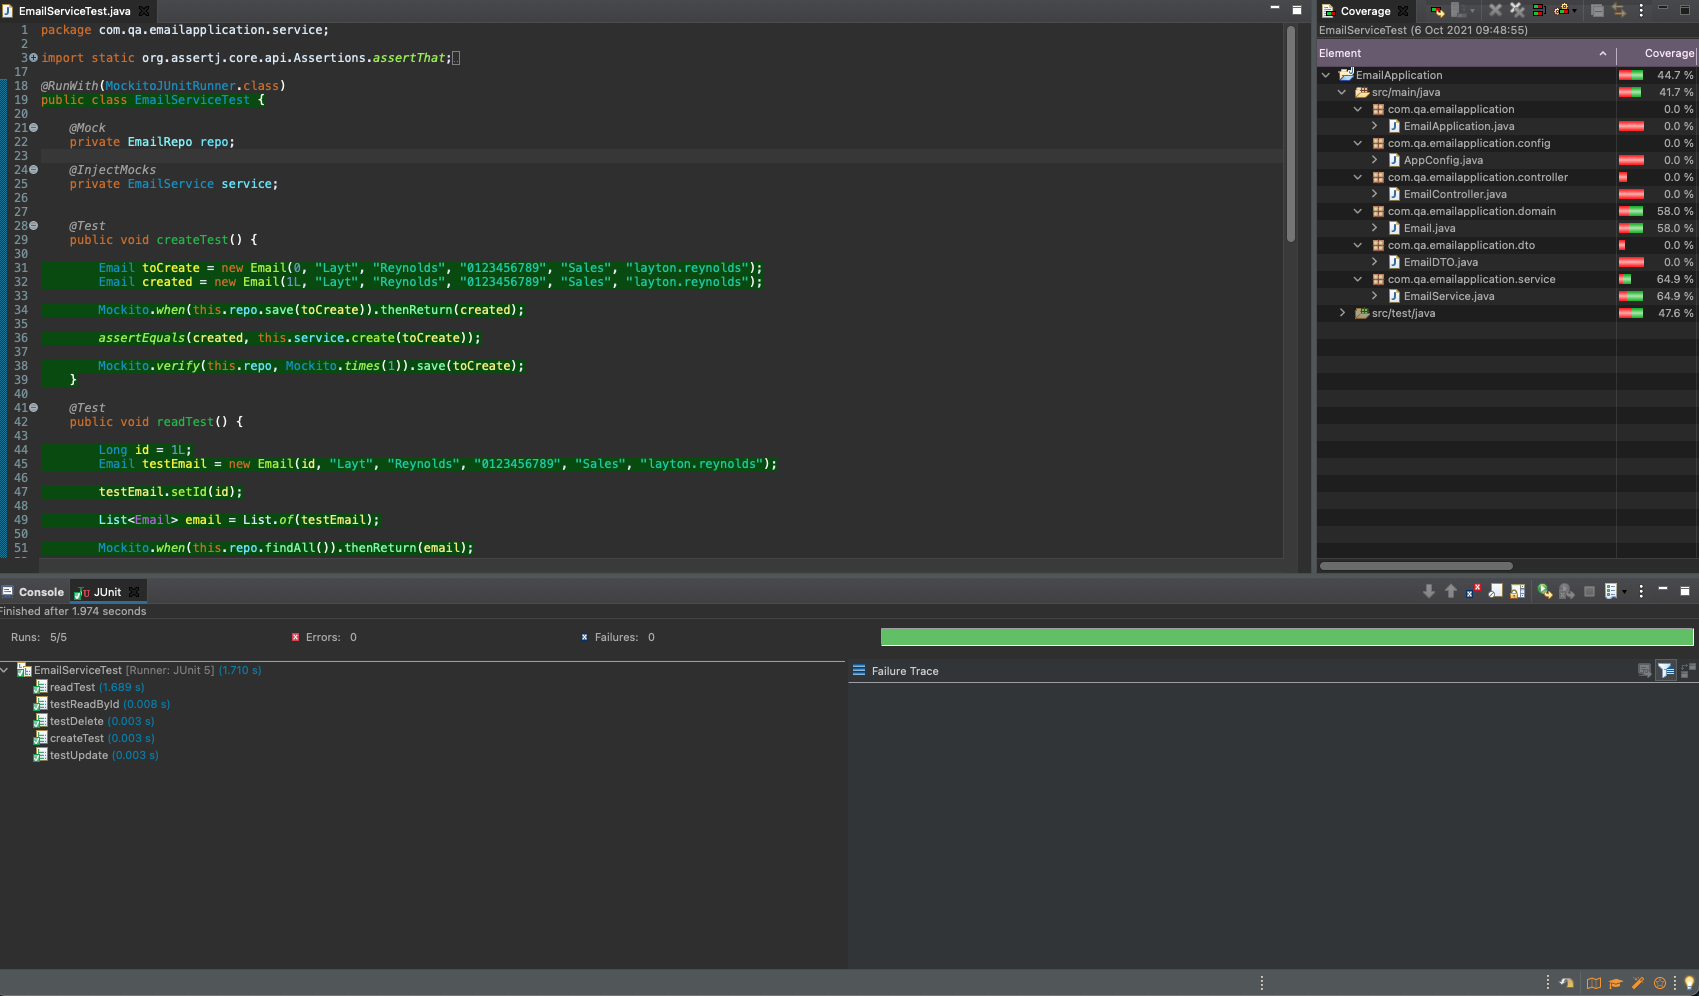 EmailServiceTest.java
1 package com.qa.emailapplication.service;
2
3 import static org.assertj.core.api.Assertions.assertThat;
17
18 @RunWith(MockitoJUnitRunner.class)
19 public class EmailServiceTest {
20
21 @Mock
22 private EmailRepo repo;
23
24 @InjectMocks
25 private EmailService service;
26
27
28 @Test
29 public void createTest() {
30
31 Email toCreate = new Email(0, "Layt", "Reynolds", "0123456789", "Sales", "layton.reynolds");
32 Email created = new Email(1L, "Layt", "Reynolds", "0123456789", "Sales", "layton.reynolds");
33
34 Mockito.when(this.repo.save(toCreate)).thenReturn(created);
35
36 assertEquals(created, this.service.create(toCreate));
37
38 Mockito.verify(this.repo, Mockito.times(1)).save(toCreate);
39 }
40
41 @Test
42 public void readTest() {
43
44 Long id = 1L;
45 Email testEmail = new Email(id, "Layt", "Reynolds", "0123456789", "Sales", "layton.reynolds");
46
47 testEmail.setId(id);
48
49 List<Email> email = List.of(testEmail);
50
51 Mockito.when(this.repo.findAll()).thenReturn(email);
Coverage
EmailServiceTest (6 Oct 2021 09:48:55)
Element Coverage
EmailApplication 44.7 %
src/main/java 41.7 %
com.qa.emailapplication 0.0 %
EmailApplication.java 0.0 %
com.qa.emailapplication.config 0.0 %
AppConfig.java 0.0 %
com.qa.emailapplication.controller 0.0 %
EmailController.java 0.0 %
com.qa.emailapplication.domain 58.0 %
Email.java 58.0 %
com.qa.emailapplication.dto 0.0 %
EmailDTO.java 0.0 %
com.qa.emailapplication.service 64.9 %
EmailService.java 64.9 %
src/test/java 47.6 %
Console JUnit
Finished after 1.974 seconds
Runs: 5/5 Errors: 0 Failures: 0
EmailServiceTest [Runner: JUnit 5] (1.710 s)
readTest (1.689 s)
testReadById (0.008 s)
testDelete (0.003 s)
createTest (0.003 s)
testUpdate (0.003 s)
Failure Trace